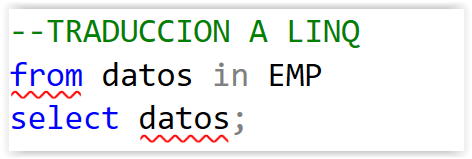 --TRADUCCION A LINQ
from datos in EMP
select datos;